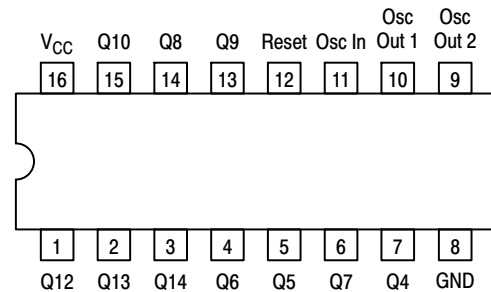 Osc Osc
V_CC Q10 Q8 Q9 Reset Osc In Out 1 Out 2
16 15 14 13 12 11 10 9
1 2 3 4 5 6 7 8
Q12 Q13 Q14 Q6 Q5 Q7 Q4 GND